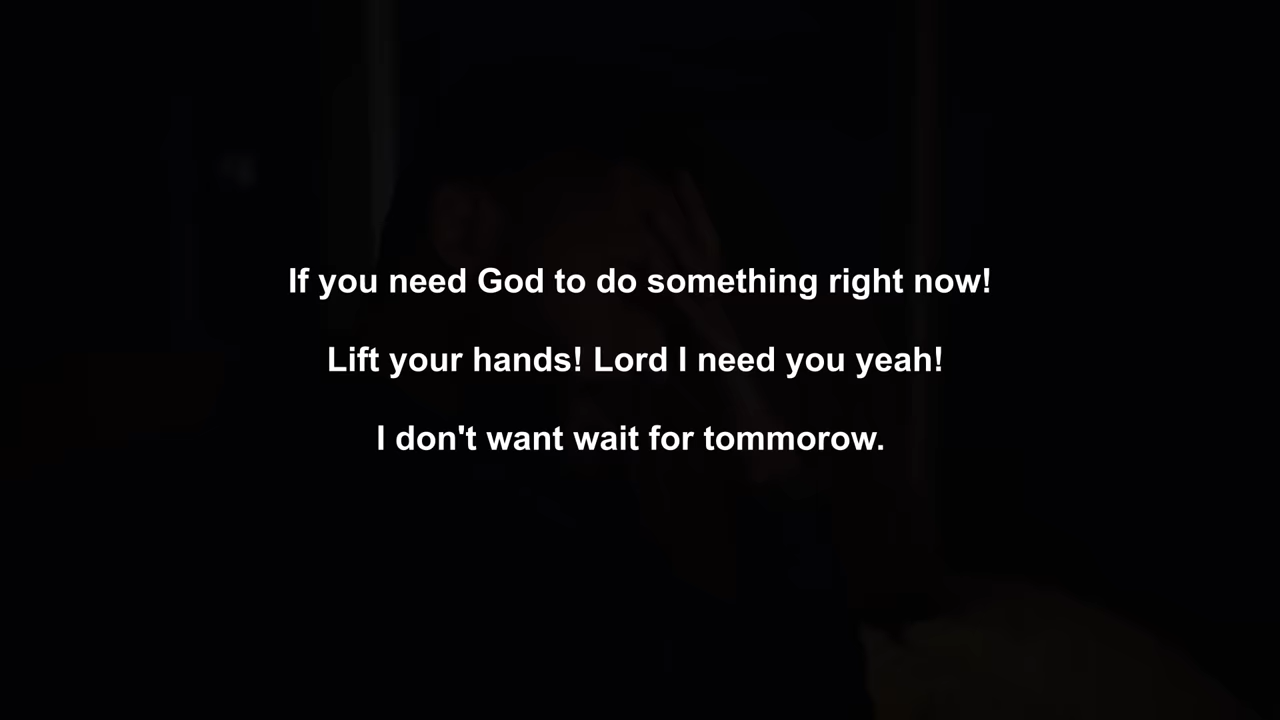 If you need God to do something right now!
Lift your hands! Lord I need you yeah!
I don't want wait for tommorow.